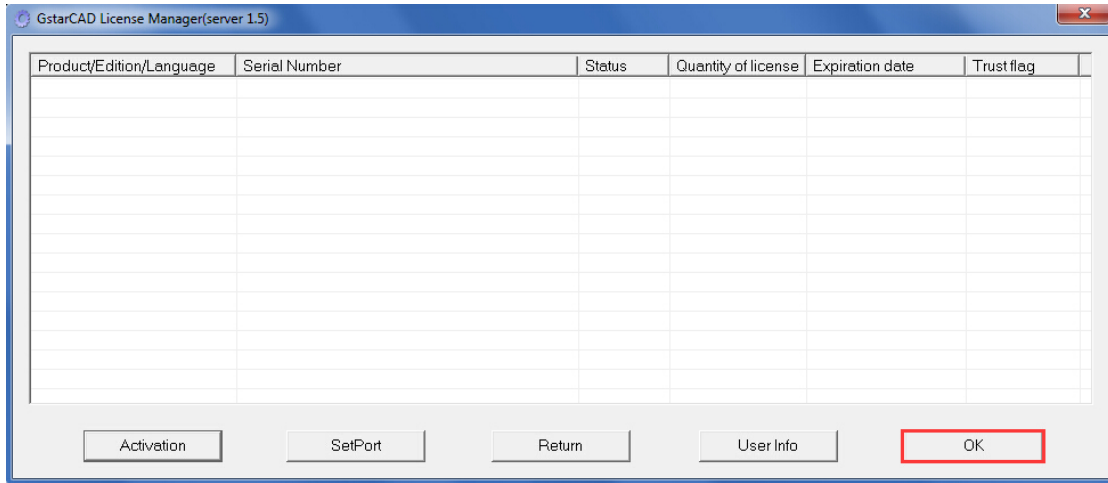 GstarCAD License Manager(server 1.5)
Product/Edition/Language Serial Number Status Quantity of license Expiration date Trust flag
Activation SetPort Return User Info OK